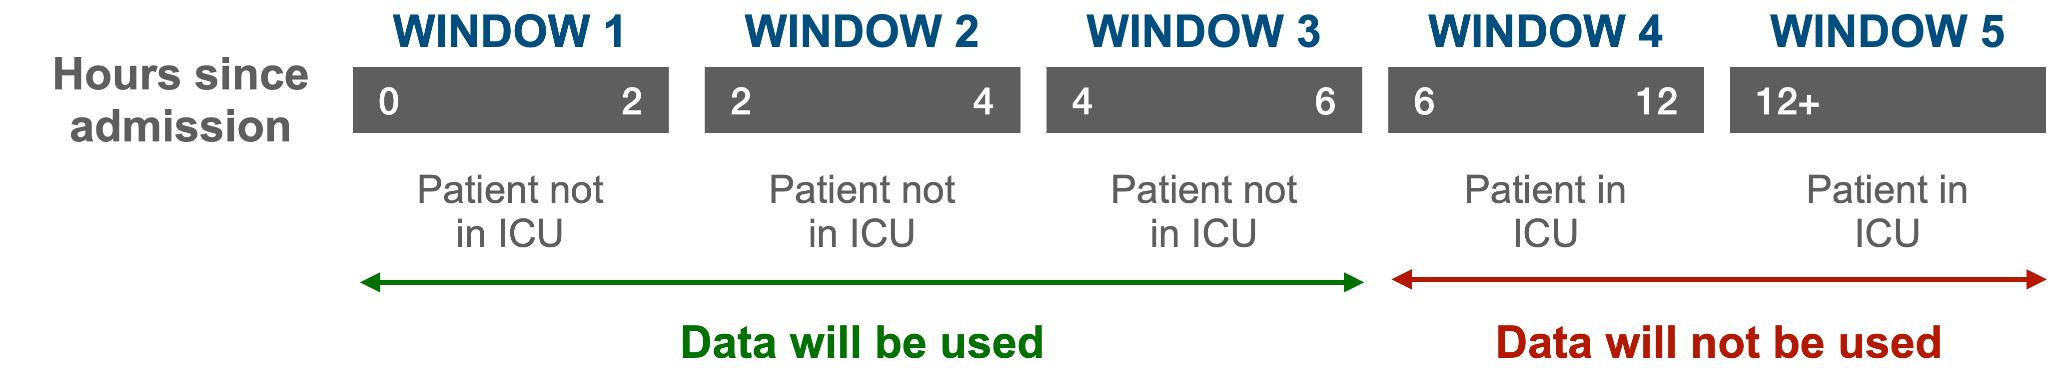 WINDOW 1 WINDOW 2 WINDOW 3 WINDOW 4 WINDOW 5
Hours since
admission
0 2 2 4 4 6 6 12 12+
Patient not Patient not Patient not Patient in Patient in
in ICU in ICU in ICU ICU ICU
Data will be used Data will not be used